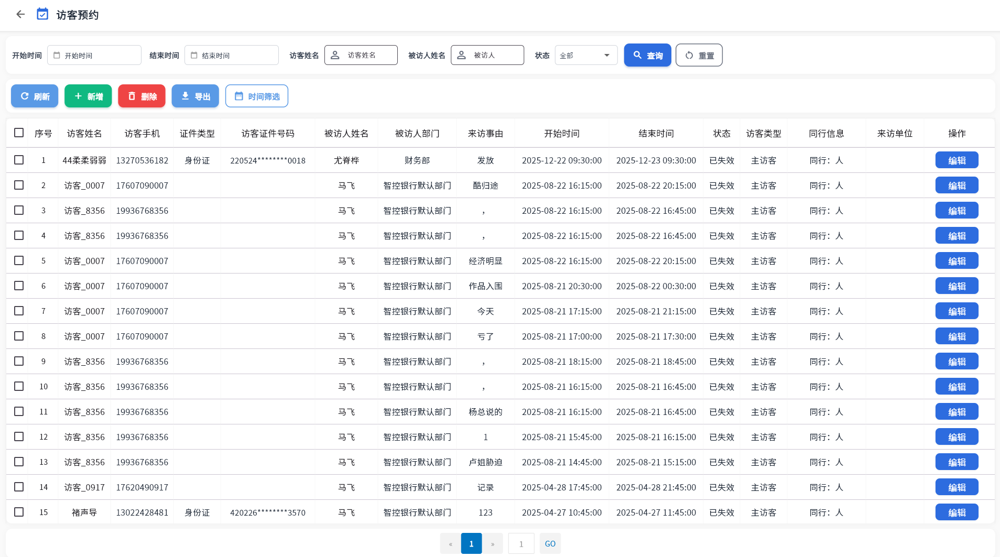 访客预约
开始时间 开始时间 结束时间 结束时间 访客姓名 访客姓名 被访人姓名 被访人 状态 全部 查询 重置
刷新 新增 删除 导出 时间筛选
序号 访客姓名 访客手机 证件类型 访客证件号码 被访人姓名 被访人部门 来访事由 开始时间 结束时间 状态 访客类型 同行信息 来访单位 操作
1 44柔柔弱弱 13270536182 身份证 220524********0018 尤脊桦 财务部 发放 2025-12-22 09:30:00 2025-12-23 09:30:00 已失效 主访客 同行：人 编辑
2 访客_0007 17607090007 马飞 智控银行默认部门 酷归途 2025-08-22 16:15:00 2025-08-22 20:15:00 已失效 主访客 同行：人 编辑
3 访客_8356 19936768356 马飞 智控银行默认部门 ， 2025-08-22 16:15:00 2025-08-22 16:45:00 已失效 主访客 同行：人 编辑
4 访客_8356 19936768356 马飞 智控银行默认部门 ， 2025-08-22 16:15:00 2025-08-22 16:45:00 已失效 主访客 同行：人 编辑
5 访客_0007 17607090007 马飞 智控银行默认部门 经济明显 2025-08-22 16:15:00 2025-08-22 20:15:00 已失效 主访客 同行：人 编辑
6 访客_0007 17607090007 马飞 智控银行默认部门 作品入围 2025-08-21 20:30:00 2025-08-22 00:30:00 已失效 主访客 同行：人 编辑
7 访客_0007 17607090007 马飞 智控银行默认部门 今天 2025-08-21 17:15:00 2025-08-21 21:15:00 已失效 主访客 同行：人 编辑
8 访客_0007 17607090007 马飞 智控银行默认部门 亏了 2025-08-21 17:00:00 2025-08-21 17:30:00 已失效 主访客 同行：人 编辑
9 访客_8356 19936768356 马飞 智控银行默认部门 ， 2025-08-21 18:15:00 2025-08-21 18:45:00 已失效 主访客 同行：人 编辑
10 访客_8356 19936768356 马飞 智控银行默认部门 ， 2025-08-21 16:15:00 2025-08-21 16:45:00 已失效 主访客 同行：人 编辑
11 访客_8356 19936768356 马飞 智控银行默认部门 杨总说的 2025-08-21 16:15:00 2025-08-21 16:45:00 已失效 主访客 同行：人 编辑
12 访客_8356 19936768356 马飞 智控银行默认部门 1 2025-08-21 15:45:00 2025-08-21 16:15:00 已失效 主访客 同行：人 编辑
13 访客_8356 19936768356 马飞 智控银行默认部门 卢姐胁迫 2025-08-21 14:45:00 2025-08-21 15:15:00 已失效 主访客 同行：人 编辑
14 访客_0917 17620490917 马飞 智控银行默认部门 记录 2025-04-28 17:45:00 2025-04-28 21:45:00 已失效 主访客 同行：人 编辑
15 褚声导 13022428481 身份证 420226********3570 马飞 智控银行默认部门 123 2025-04-27 10:45:00 2025-04-27 11:45:00 已失效 主访客 同行：人 编辑
« 1 » 1 GO